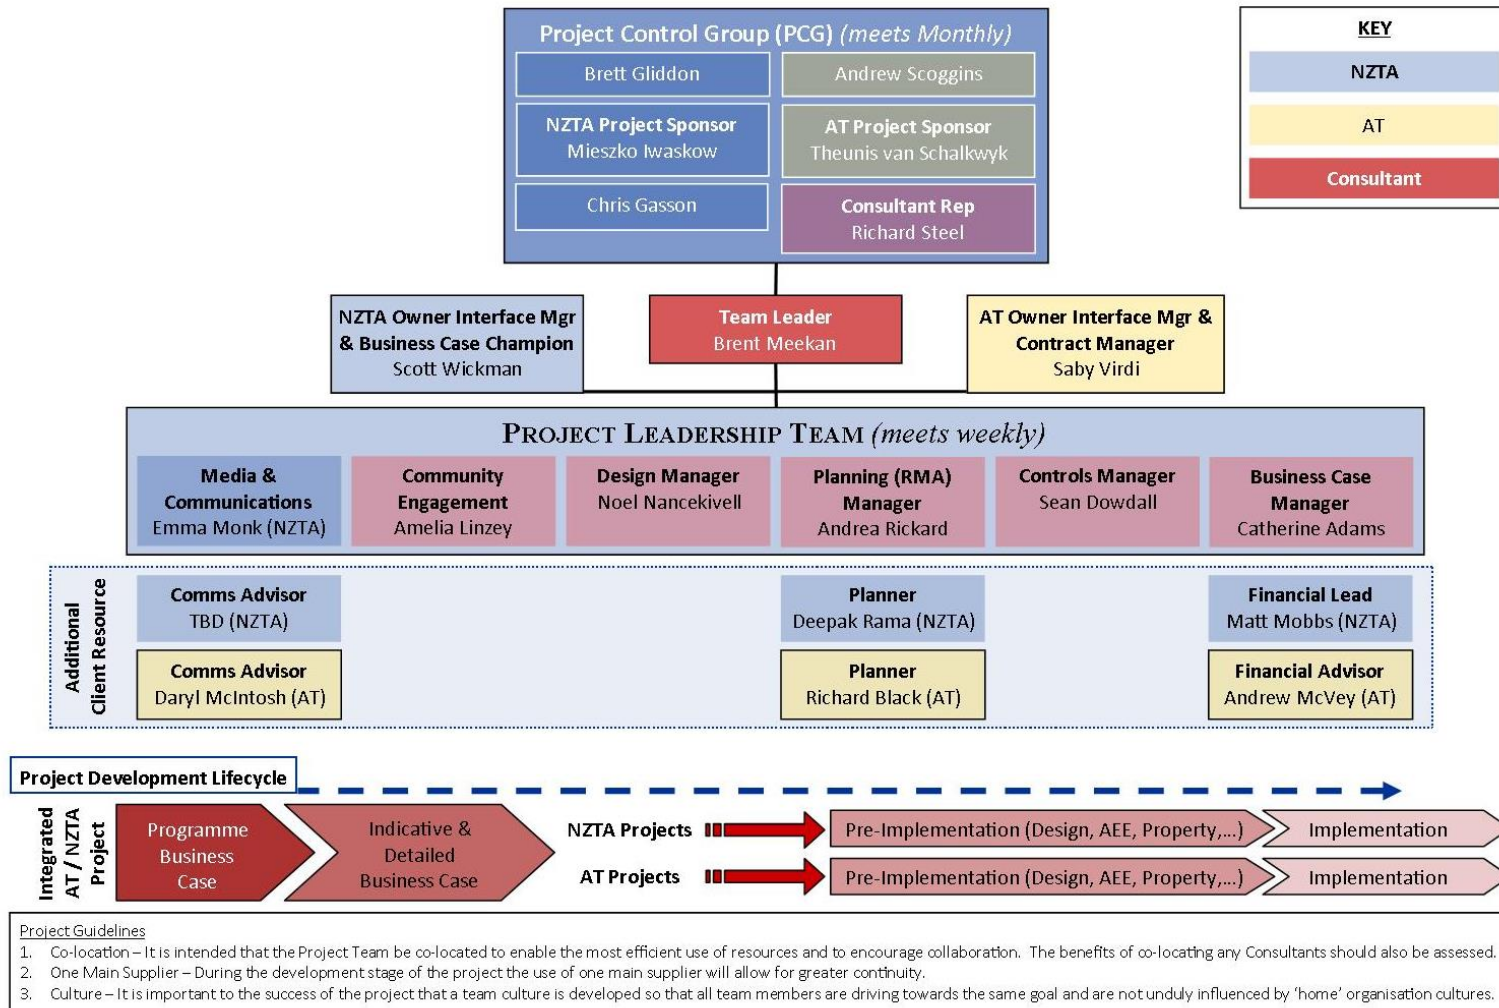 Project Control Group (PCG) (meets Monthly)
Brett Gliddon
Andrew Scoggins
NZTA Project Sponsor
Mieszko Iwaskow
AT Project Sponsor
Theunis van Schalkwyk
Chris Gasson
Consultant Rep
Richard Steel
KEY
NZTA
AT
Consultant
NZTA Owner Interface Mgr
& Business Case Champion
Scott Wickman
Team Leader
Brent Meekan
AT Owner Interface Mgr &
Contract Manager
Saby Virdi
PROJECT LEADERSHIP TEAM (meets weekly)
Media &
Communications
Emma Monk (NZTA)
Community
Engagement
Amelia Linzey
Design Manager
Noel Nancekivell
Planning (RMA)
Manager
Andrea Rickard
Controls Manager
Sean Dowdall
Business Case
Manager
Catherine Adams
Additional
Client Resource
Comms Advisor
TBD (NZTA)
Planner
Deepak Rama (NZTA)
Financial Lead
Matt Mobbs (NZTA)
Comms Advisor
Daryl McIntosh (AT)
Planner
Richard Black (AT)
Financial Advisor
Andrew McVey (AT)
Project Development Lifecycle
Integrated
AT / NZTA
Project
Programme
Business
Case
Indicative &
Detailed
Business Case
NZTA Projects
Pre-Implementation (Design, AEE, Property,...)
Implementation
AT Projects
Pre-Implementation (Design, AEE, Property,...)
Implementation
Project Guidelines
1. Co-location – It is intended that the Project Team be co-located to enable the most efficient use of resources and to encourage collaboration. The benefits of co-locating any Consultants should also be assessed.
2. One Main Supplier – During the development stage of the project the use of one main supplier will allow for greater continuity.
3. Culture – It is important to the success of the project that a team culture is developed so that all team members are driving towards the same goal and are not unduly influenced by 'home' organisation cultures.